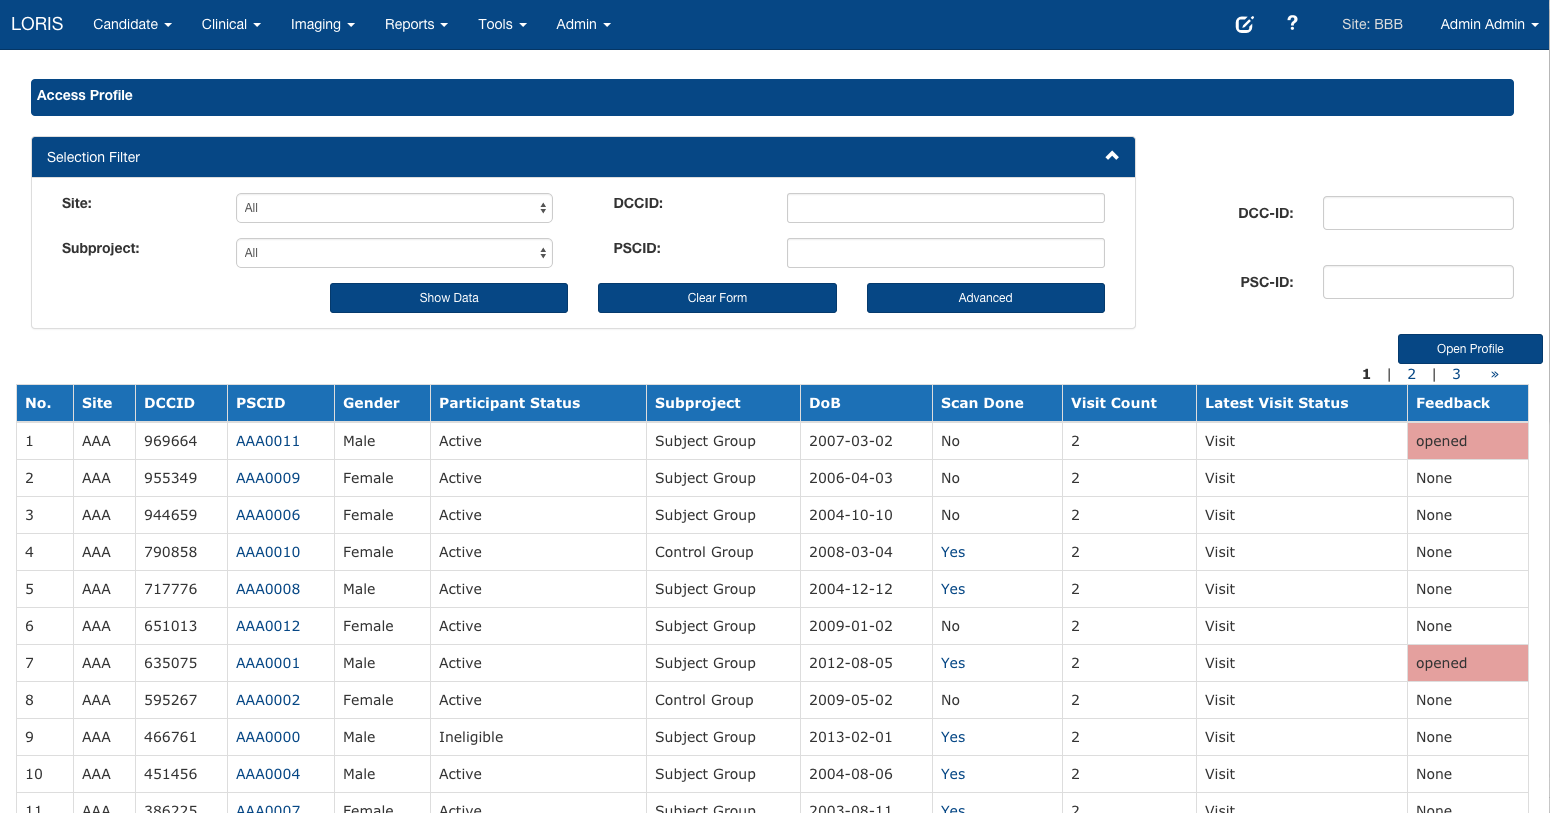 LORIS Candidate Clinical Imaging Reports Tools Admin ? Site: BBB Admin Admin
Access Profile
Selection Filter
Site: All DCCID:
Subproject: All PSCID:
Show Data Clear Form Advanced
DCC-ID:
PSC-ID:
Open Profile
1 | 2 | 3 »
No. Site DCCID PSCID Gender Participant Status Subproject DoB Scan Done Visit Count Latest Visit Status Feedback
1 AAA 969664 AAA0011 Male Active Subject Group 2007-03-02 No 2 Visit opened
2 AAA 955349 AAA0009 Female Active Subject Group 2006-04-03 No 2 Visit None
3 AAA 944659 AAA0006 Female Active Subject Group 2004-10-10 No 2 Visit None
4 AAA 790858 AAA0010 Female Active Control Group 2008-03-04 Yes 2 Visit None
5 AAA 717776 AAA0008 Male Active Subject Group 2004-12-12 Yes 2 Visit None
6 AAA 651013 AAA0012 Female Active Subject Group 2009-01-02 No 2 Visit None
7 AAA 635075 AAA0001 Male Active Subject Group 2012-08-05 Yes 2 Visit opened
8 AAA 595267 AAA0002 Female Active Control Group 2009-05-02 No 2 Visit None
9 AAA 466761 AAA0000 Male Ineligible Subject Group 2013-02-01 Yes 2 Visit None
10 AAA 451456 AAA0004 Male Active Subject Group 2004-08-06 Yes 2 Visit None
11 AAA 386225 AAA0007 Female Active Subject Group 2003-08-11 Yes 2 Visit None